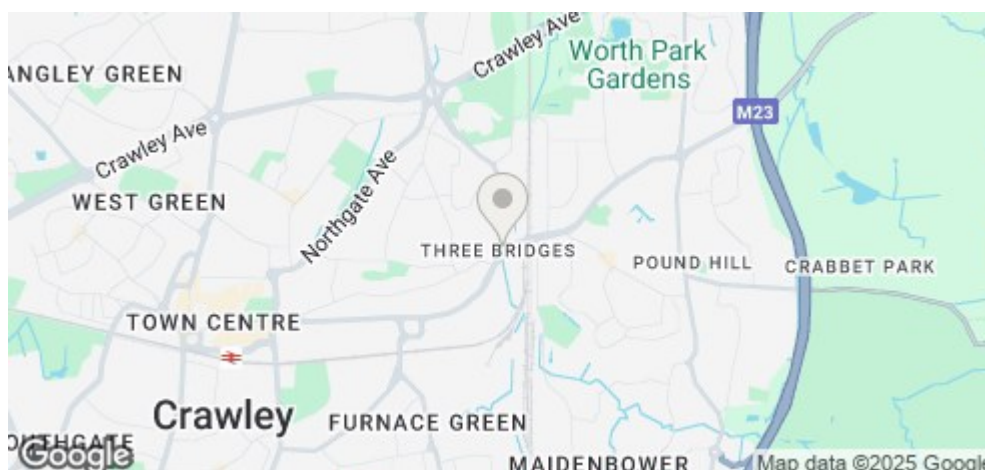 Crawley Ave
Worth Park
Gardens
ANGLEY GREEN
M23
Crawley Ave
Northgate Ave
WEST GREEN
THREE BRIDGES
POUND HILL
CRABBET PARK
TOWN CENTRE
Crawley
FURNACE GREEN
OUTHGATE
Google
MAIDENBOWER
Map data ©2025 Google